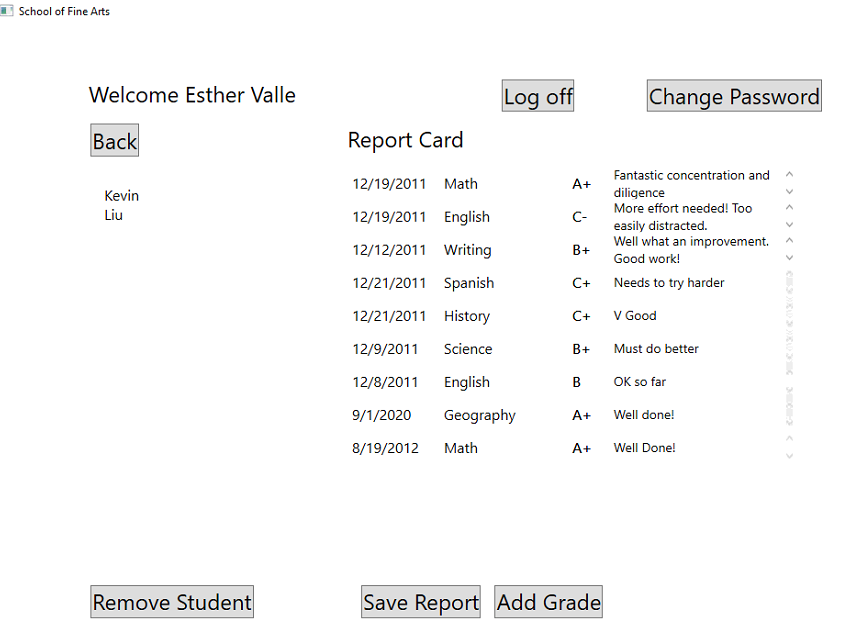 School of Fine Arts
Welcome Esther Valle
Log off
Change Password
Back
Report Card
Kevin
Liu
12/19/2011 Math A+ Fantastic concentration and
diligence
12/19/2011 English C- More effort needed! Too
easily distracted.
12/12/2011 Writing B+ Well what an improvement.
Good work!
12/21/2011 Spanish C+ Needs to try harder
12/21/2011 History C+ V Good
12/9/2011 Science B+ Must do better
12/8/2011 English B OK so far
9/1/2020 Geography A+ Well done!
8/19/2012 Math A+ Well Done!
Remove Student
Save Report
Add Grade